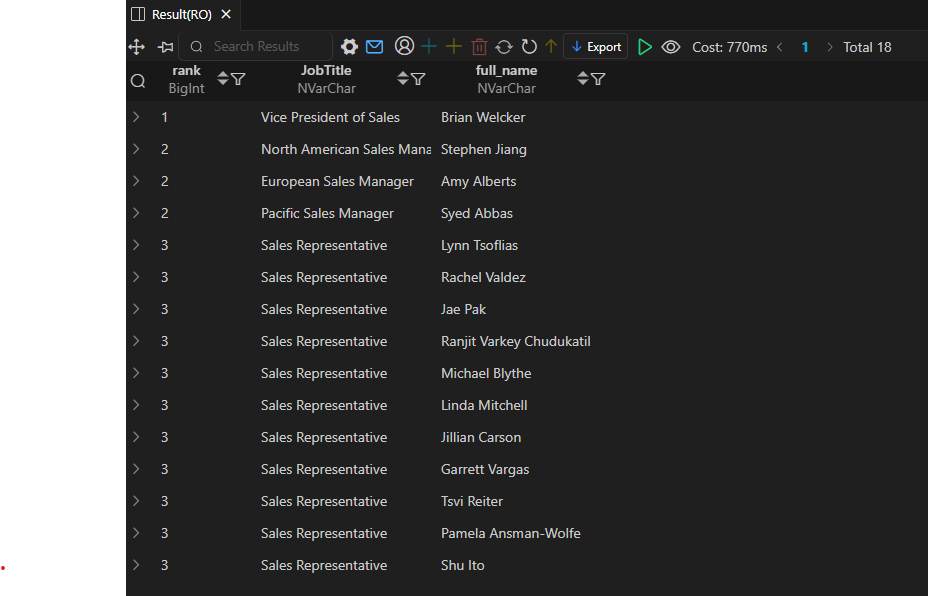 Result(RO)
Search Results Export Cost: 770ms 1 Total 18
rank JobTitle full_name
BigInt NVarChar NVarChar
1 Vice President of Sales Brian Welcker
2 North American Sales Mana Stephen Jiang
2 European Sales Manager Amy Alberts
2 Pacific Sales Manager Syed Abbas
3 Sales Representative Lynn Tsoflias
3 Sales Representative Rachel Valdez
3 Sales Representative Jae Pak
3 Sales Representative Ranjit Varkey Chudukatil
3 Sales Representative Michael Blythe
3 Sales Representative Linda Mitchell
3 Sales Representative Jillian Carson
3 Sales Representative Garrett Vargas
3 Sales Representative Tsvi Reiter
3 Sales Representative Pamela Ansman-Wolfe
3 Sales Representative Shu Ito